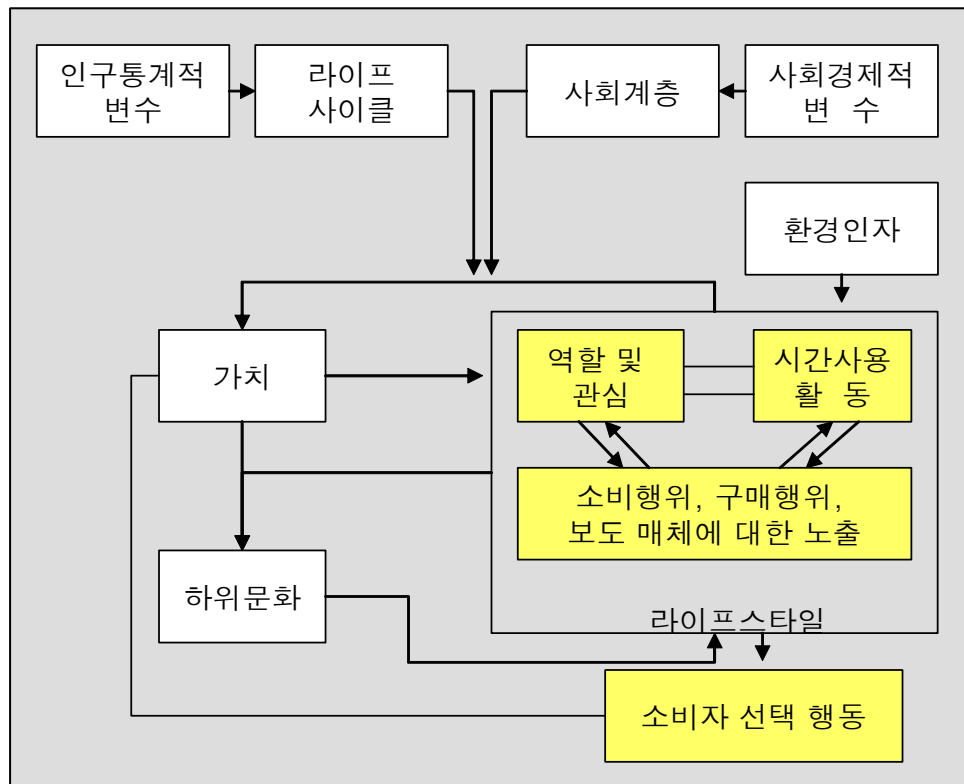 인구통계적
변수
라이프
사이클
사회계층
사회경제적
변 수
환경인자
가치
역할 및
관심
시간사용
활 동
소비행위, 구매행위,
보도 매체에 대한 노출
하위문화
라이프스타일
소비자 선택 행동